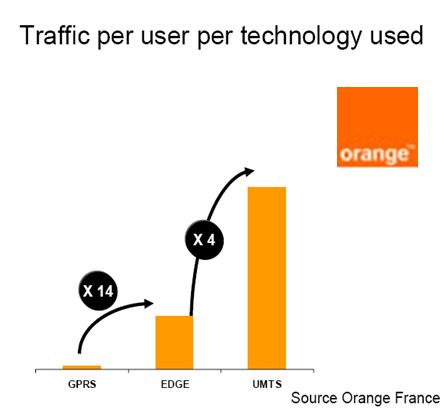 Traffic per user per technology used
orange™
X 4
X 14
GPRS EDGE UMTS
Source Orange France